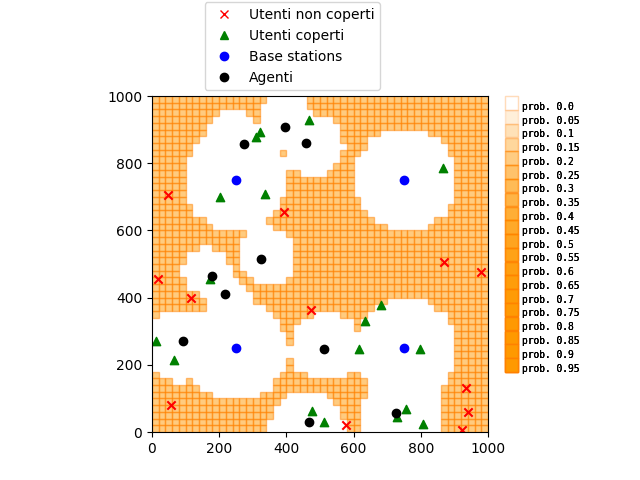 Utenti non coperti
Utenti coperti
Base stations
Agenti
1000
800
600
400
200
0
0 200 400 600 800 1000
prob. 0.0
prob. 0.05
prob. 0.1
prob. 0.15
prob. 0.2
prob. 0.25
prob. 0.3
prob. 0.35
prob. 0.4
prob. 0.45
prob. 0.5
prob. 0.55
prob. 0.6
prob. 0.65
prob. 0.7
prob. 0.75
prob. 0.8
prob. 0.85
prob. 0.9
prob. 0.95